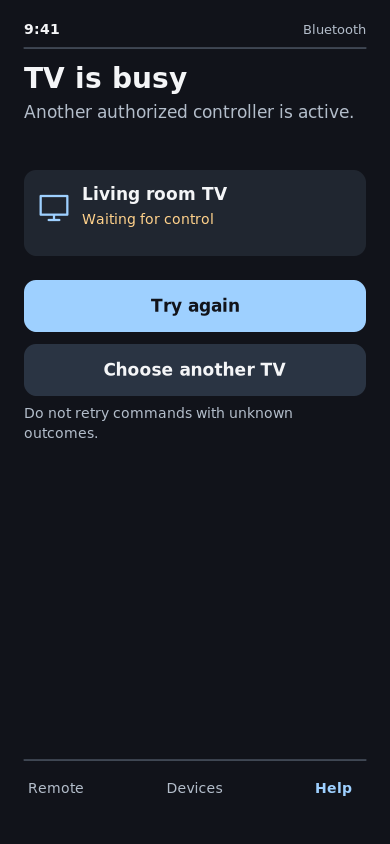 9:41
Bluetooth
TV is busy
Another authorized controller is active.
Living room TV
Waiting for control
Try again
Choose another TV
Do not retry commands with unknown
outcomes.
Remote
Devices
Help